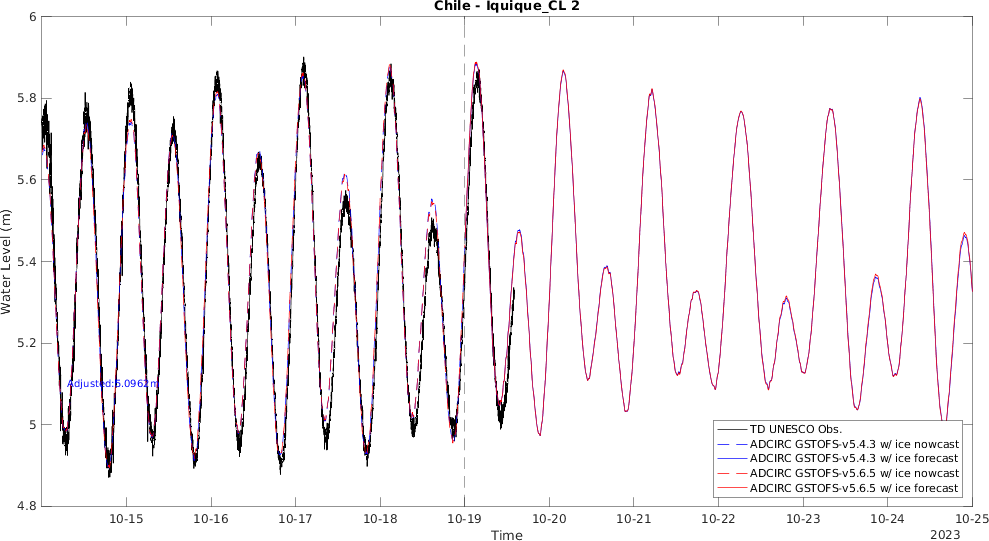 Chile - Iquique_CL 2
6
5.8
5.6
5.4
5.2
5
4.8
Water Level (m)
Adjusted:5.0962m
10-15
10-16
10-17
10-18
10-19
10-20
10-21
10-22
10-23
10-24
10-25
Time
2023
TD UNESCO Obs.
ADCIRC GSTOFS-v5.4.3 w/ ice nowcast
ADCIRC GSTOFS-v5.4.3 w/ ice forecast
ADCIRC GSTOFS-v5.6.5 w/ ice nowcast
ADCIRC GSTOFS-v5.6.5 w/ ice forecast